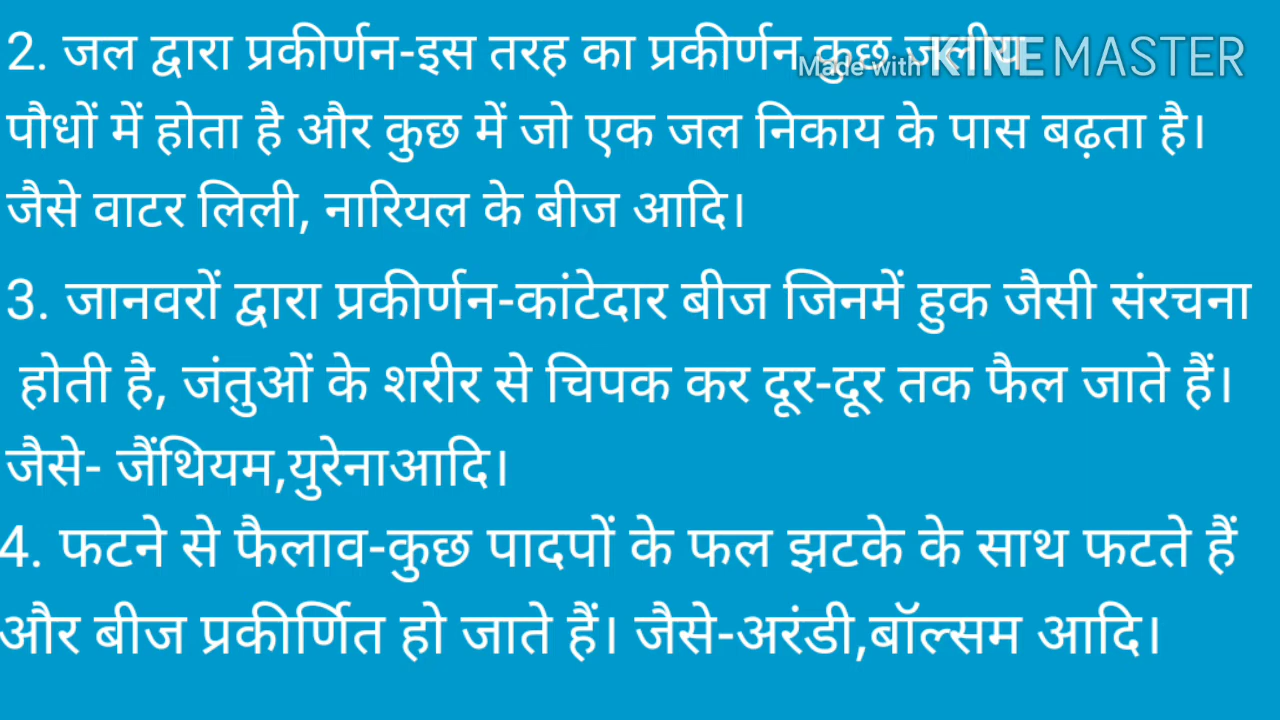 2. जल द्वारा प्रकीर्णन-इस तरह का प्रकीर्णन कुछ जलीय
Made with KINEMASTER
पौधों में होता है और कुछ में जो एक जल निकाय के पास बढ़ता है।
जैसे वाटर लिली, नारियल के बीज आदि।
3. जानवरों द्वारा प्रकीर्णन-कांटेदार बीज जिनमें हुक जैसी संरचना
होती है, जंतुओं के शरीर से चिपक कर दूर-दूर तक फैल जाते हैं।
जैसे- जैंथियम,युरेनाआदि।
4. फटने से फैलाव-कुछ पादपों के फल झटके के साथ फटते हैं
और बीज प्रकीर्णित हो जाते हैं। जैसे-अरंडी,बॉल्सम आदि।